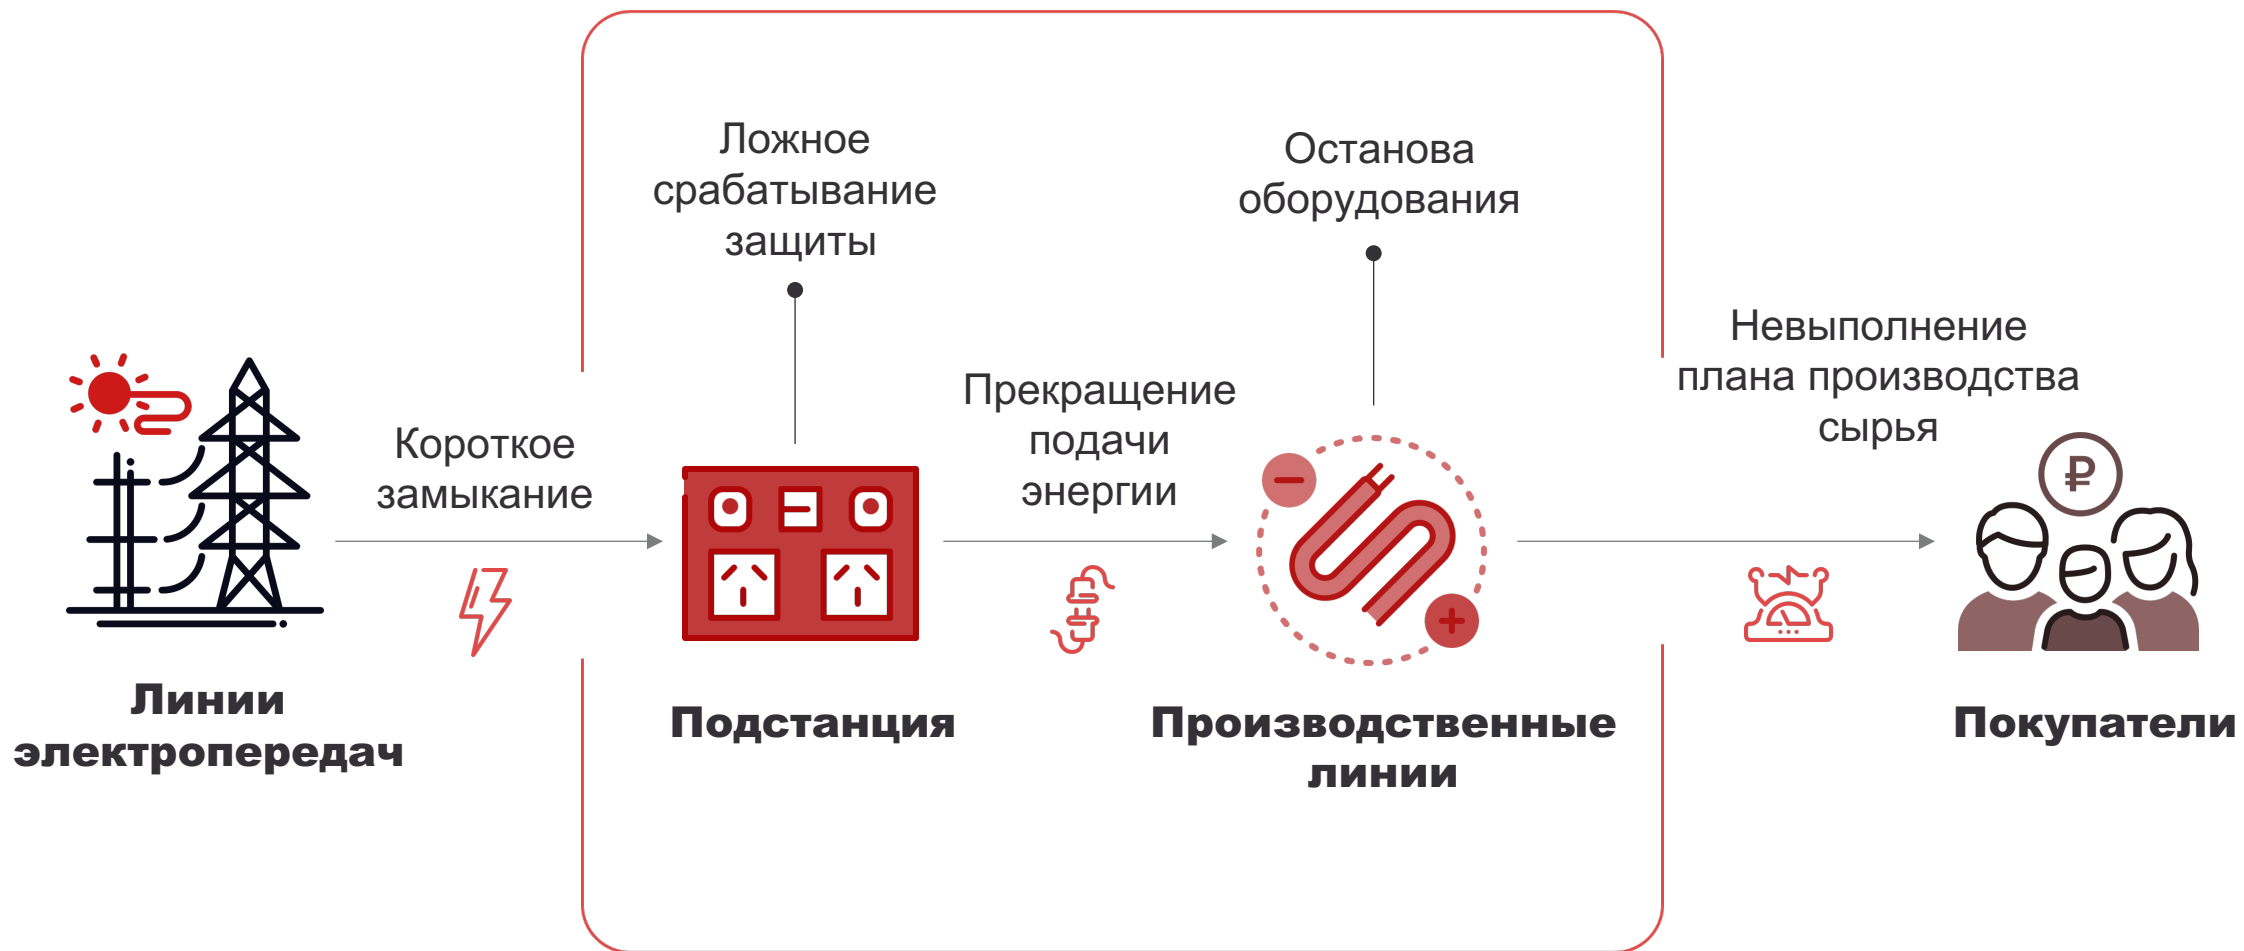 Ложное
срабатывание
защиты
Останова
оборудования
Невыполнение
плана производства
сырья
Прекращение
подачи
энергии
Короткое
замыкание
₽
Линии
электропередач
Подстанция
Производственные
линии
Покупатели